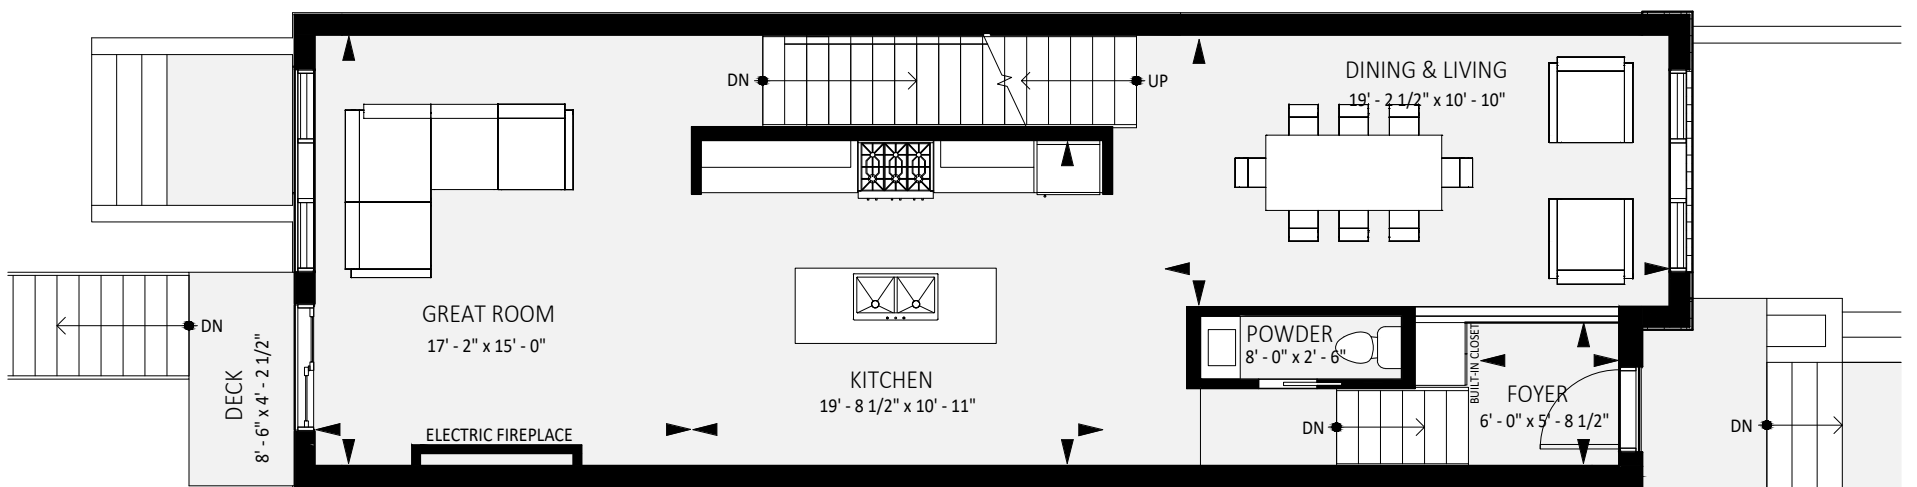 DINING & LIVING
19' - 2 1/2" x 10' - 10"
DN
UP
GREAT ROOM
17' - 2" x 15' - 0"
DN
DECK
8' - 6" x 4' - 2 1/2"
KITCHEN
19' - 8 1/2" x 10' - 11"
ELECTRIC FIREPLACE
POWDER
8' - 0" x 2' - 6"
BUILT-IN CLOSET
FOYER
6' - 0" x 5' - 8 1/2"
DN
DN